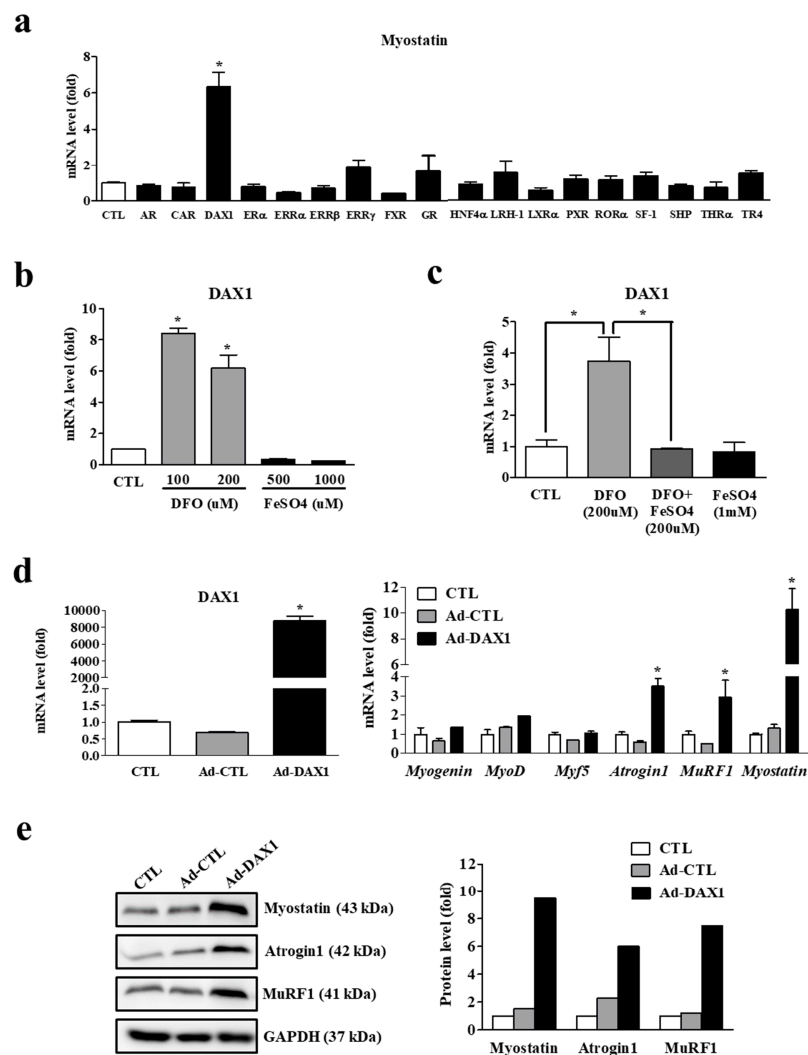 a
Myostatin
mRNA level (fold)
8
6
4
2
0
*
CTL AR CAR DAX1 ERα ERRα ERRβ ERRγ FXR GR HNF4α LRH-1 LXRα PXR RORα SF-1 SHP THRα TR4
b
DAX1
mRNA level (fold)
10
8
6
4
2
0
*
*
CTL 100 200 500 1000
DFO (uM) FeSO4 (uM)
c
DAX1
mRNA level (fold)
5
4
3
2
1
0
* *
CTL DFO DFO+ FeSO4
(200uM) FeSO4 (1mM)
(200uM)
d
DAX1
mRNA level (fold)
10000
8000
6000
4000
2000
2.0
1.5
1.0
0.5
0.0
*
CTL Ad-CTL Ad-DAX1
mRNA level (fold)
12
10
8
6
4
4
3
2
1
0
CTL
Ad-CTL
Ad-DAX1
*
*
*
Myogenin MyoD Myf5 Atrogin1 MuRF1 Myostatin
e
CTL Ad-CTL Ad-DAX1
Myostatin (43 kDa)
Atrogin1 (42 kDa)
MuRF1 (41 kDa)
GAPDH (37 kDa)
Protein level (fold)
12
10
8
6
4
2
0
CTL
Ad-CTL
Ad-DAX1
Myostatin Atrogin1 MuRF1